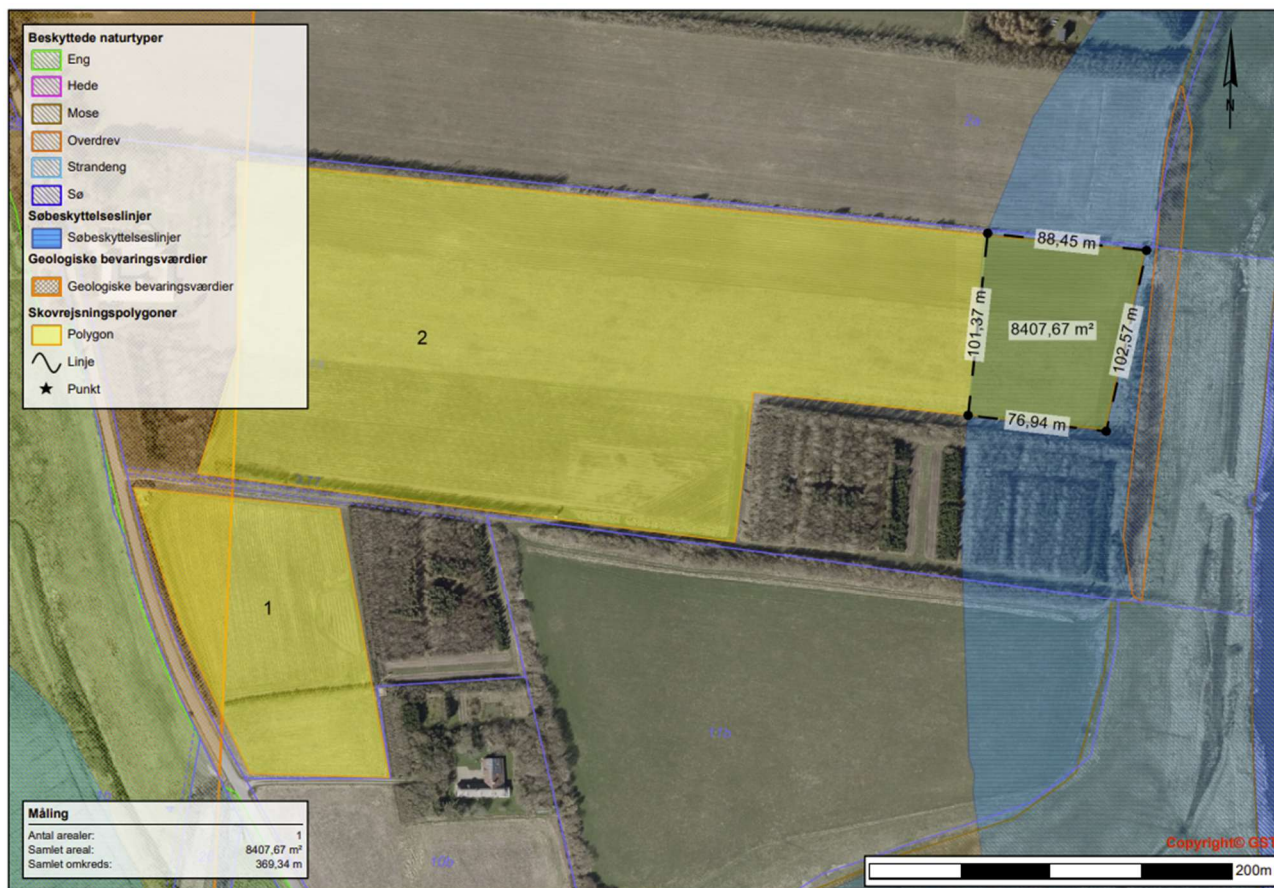 Beskyttede naturtyper
Eng
Hede
Mose
Overdrev
Strandeng
Sø
Søbeskyttelseslinjer
Søbeskyttelseslinjer
Geologiske bevaringsværdier
Geologiske bevaringsværdier
Skovrejsningspolygoner
Polygon
Linje
Punkt
N
88,45 m
101,37 m
8407,67 m²
102,57 m
76,94 m
2
1
Måling
Antal arealer: 1
Samlet areal: 8407,67 m²
Samlet omkreds: 369,34 m
Copyright© GST
200m